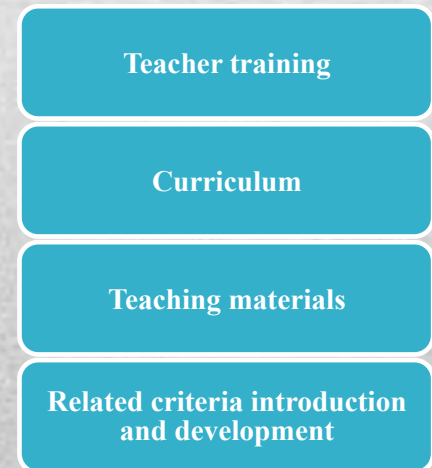 Teacher training
Curriculum
Teaching materials
Related criteria introduction
and development